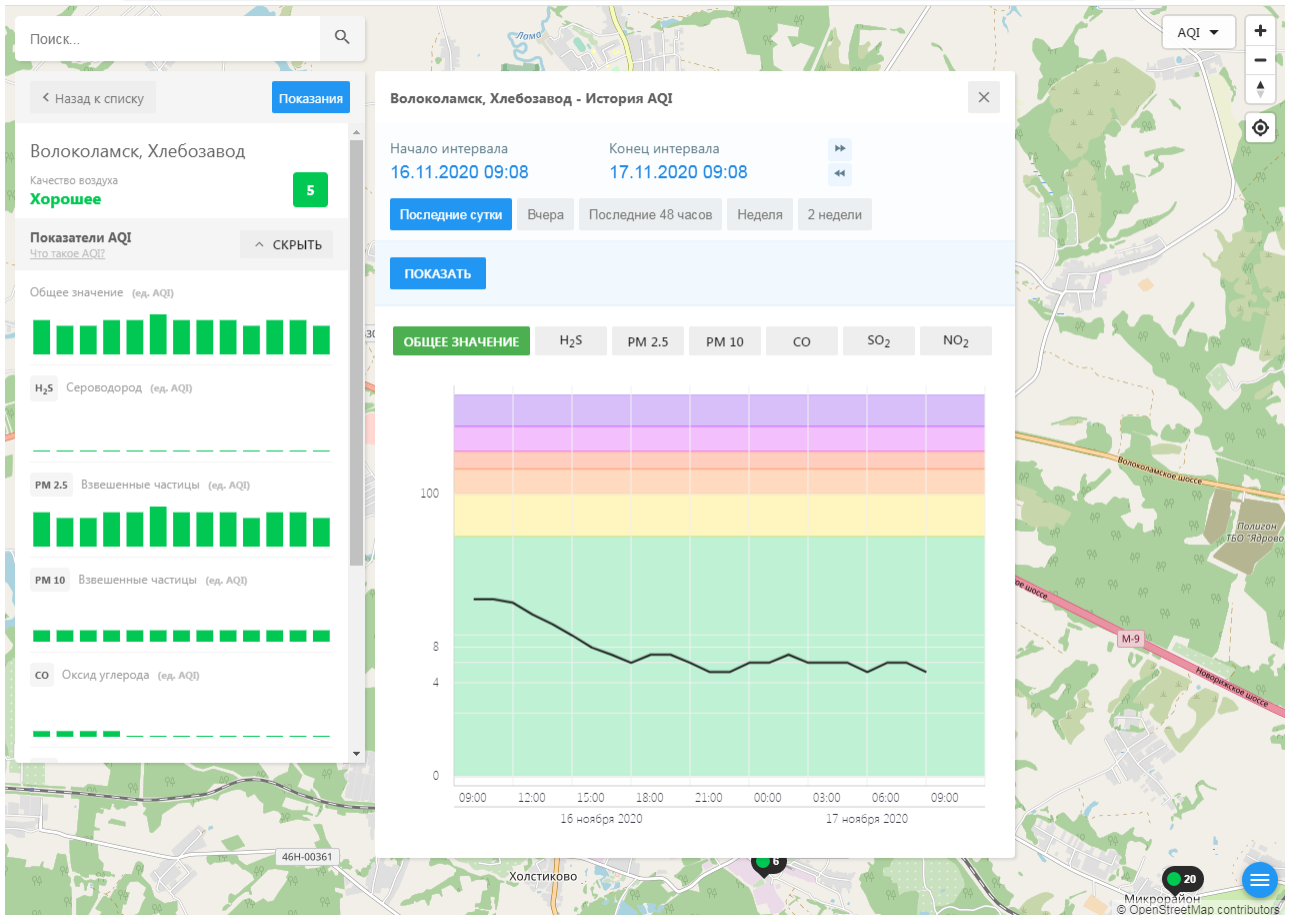 Поиск...
AQI
Ломо
Назад к списку
Показания
Волоколамск, Хлебозавод
Качество воздуха
Хорошее
5
Показатели AQI
Что такое AQI?
СКРЫТЬ
Общее значение (ед. AQI)
H2S Сероводород (ед. AQI)
PM 2.5 Взвешенные частицы (ед. AQI)
PM 10 Взвешенные частицы (ед. AQI)
CO Оксид углерода (ед. AQI)
Волоколамск, Хлебозавод - История AQI
Начало интервала
Конец интервала
16.11.2020 09:08
17.11.2020 09:08
Последние сутки
Вчера
Последние 48 часов
Неделя
2 недели
ПОКАЗАТЬ
ОБЩЕЕ ЗНАЧЕНИЕ
H2S
PM 2.5
PM 10
CO
SO2
NO2
100
8
4
0
09:00 12:00 15:00 18:00 21:00 00:00 03:00 06:00 09:00
16 ноября 2020
17 ноября 2020
Волоколамское шоссе
Полигон
ТБО "Ядрово
ое шоссе
М-9
Новорижское шоссе
46Н-00361
Холстиково
6
20
Микрорайон
© OpenStreetMap contributors